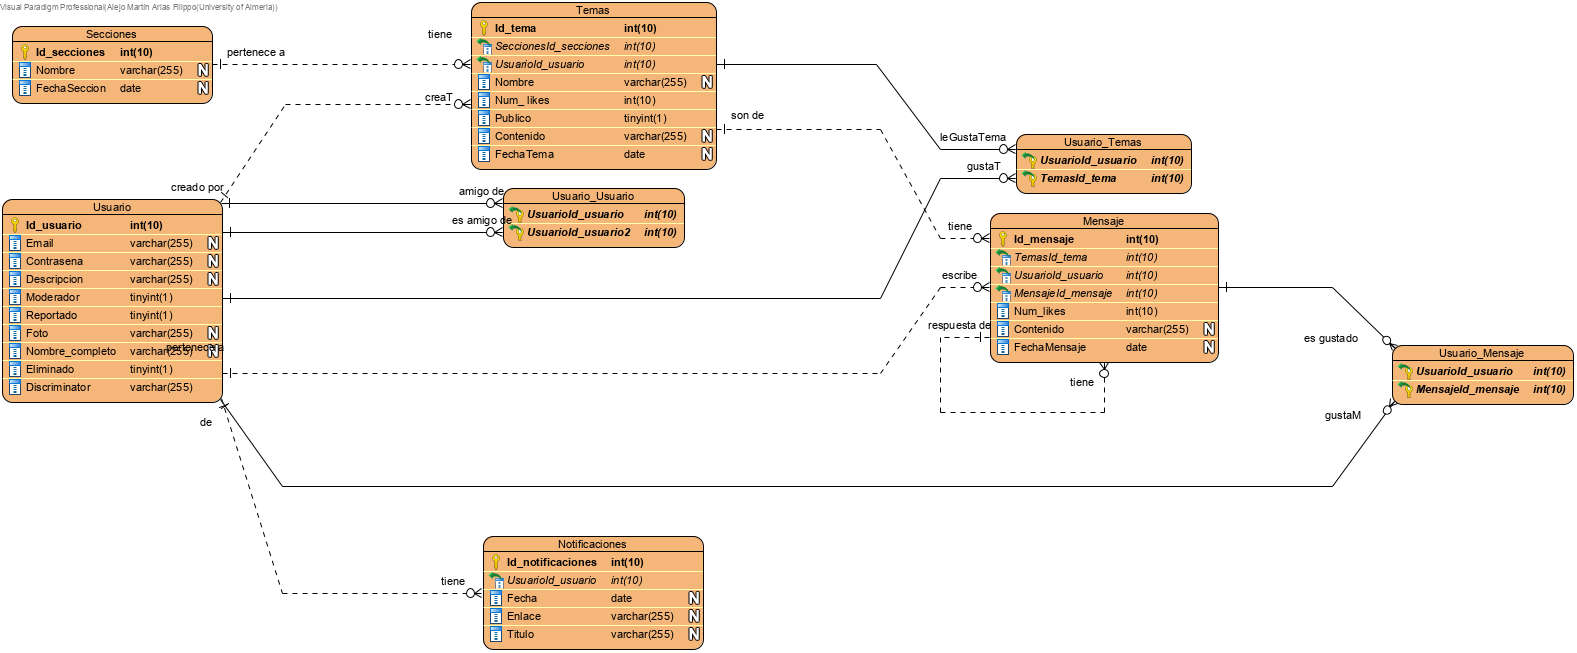 Visual Paradigm Professional(Alejo Martin Arias Filippo(University of Almeria))
Secciones
Id_secciones int(10)
Nombre varchar(255) N
FechaSeccion date N
pertenece a
tiene
Temas
Id_tema int(10)
SeccionesId_secciones int(10)
UsuarioId_usuario int(10)
Nombre varchar(255) N
Num_likes int(10)
Publico tinyint(1)
Contenido varchar(255) N
FechaTema date N
creaT
son de
leGustaTema
gustaT
Usuario_Temas
UsuarioId_usuario int(10)
TemasId_tema int(10)
creado por
amigo de
es amigo de
Usuario_Usuario
UsuarioId_usuario int(10)
UsuarioId_usuario2 int(10)
Usuario
Id_usuario int(10)
Email varchar(255) N
Contrasena varchar(255) N
Descripcion varchar(255) N
Moderador tinyint(1)
Reportado tinyint(1)
Foto varchar(255) N
Nombre_completo varchar(255) N
pertenecera
Eliminado tinyint(1)
Discriminator varchar(255)
tiene
escribe
respuesta de
Mensaje
Id_mensaje int(10)
TemasId_tema int(10)
UsuarioId_usuario int(10)
MensajeId_mensaje int(10)
Num_likes int(10)
Contenido varchar(255) N
FechaMensaje date N
tiene
es gustado
Usuario_Mensaje
UsuarioId_usuario int(10)
MensajeId_mensaje int(10)
gustaM
de
tiene
Notificaciones
Id_notificaciones int(10)
UsuarioId_usuario int(10)
Fecha date N
Enlace varchar(255) N
Titulo varchar(255) N